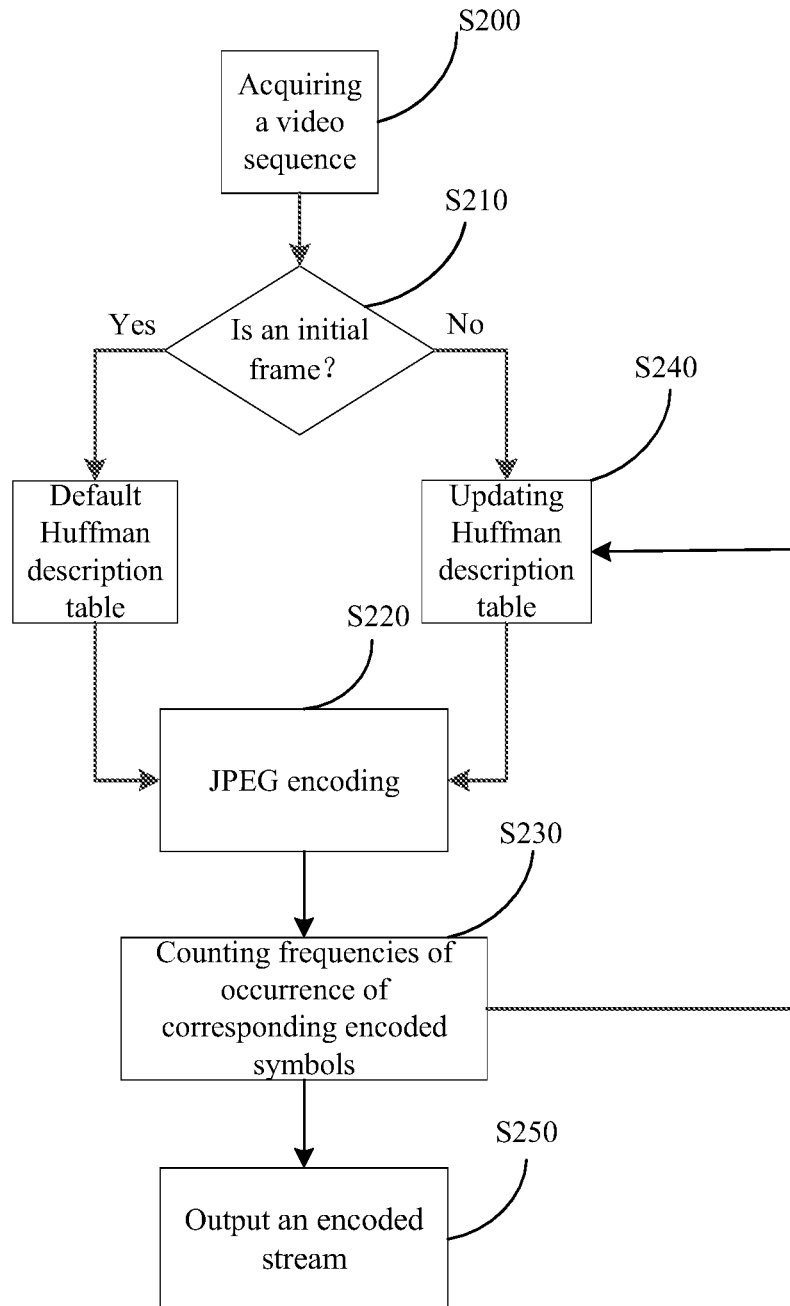 S200
Acquiring
a video
sequence
S210
Yes
Is an initial
frame？
No
S240
Default
Huffman
description
table
Updating
Huffman
description
table
S220
JPEG encoding
S230
Counting frequencies of
occurrence of
corresponding encoded
symbols
S250
Output an encoded
stream